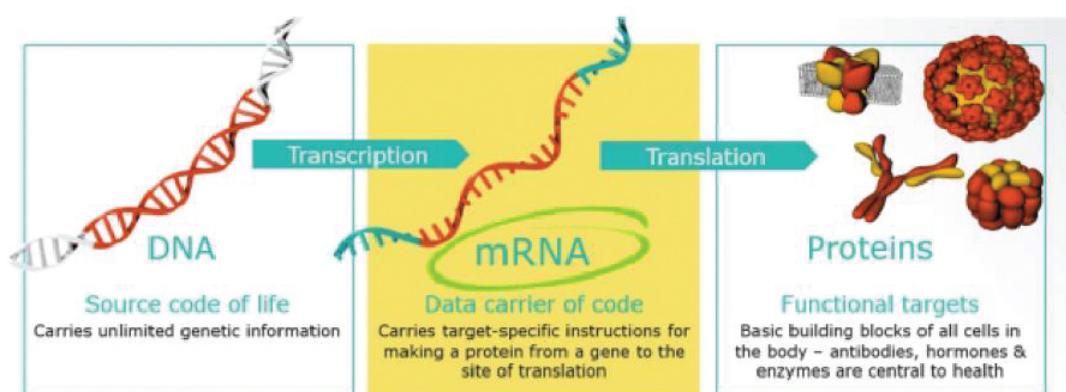 Transcription
Translation
DNA
Source code of life
Carries unlimited genetic information
mRNA
Data carrier of code
Carries target-specific instructions for
making a protein from a gene to the
site of translation
Proteins
Functional targets
Basic building blocks of all cells in
the body – antibodies, hormones &
enzymes are central to health